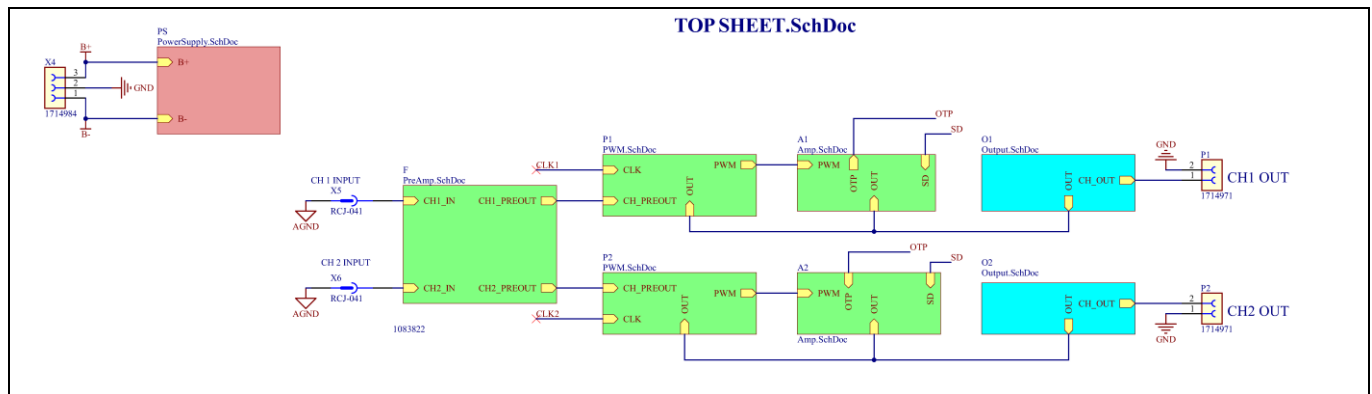 TOP SHEET.SchDoc
PS
PowerSupply.SchDoc
B+
X4
3
2
1
1714984
GND
B-
B+
B-
CH 1 INPUT
X5
RCJ-041
AGND
CH 2 INPUT
X6
RCJ-041
AGND
F
PreAmp.SchDoc
CH1_IN
CH1_PREOUT
CH2_IN
CH2_PREOUT
1083822
P1
PWM.SchDoc
CLK1
CLK
PWM
CH_PREOUT
OUT
A1
Amp.SchDoc
PWM
OTP
OUT
SD
OTP
SD
O1
Output.SchDoc
OUT
CH_OUT
GND
P1
2
1
1714971
CH1 OUT
P2
PWM.SchDoc
CH_PREOUT
OUT
PWM
CLK2
CLK
A2
PWM
OTP
OUT
SD
Amp.SchDoc
OTP
SD
O2
Output.SchDoc
CH_OUT
OUT
P2
2
1
1714971
GND
CH2 OUT